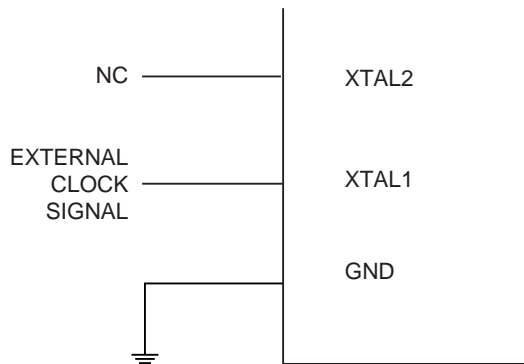 NC
XTAL2
EXTERNAL
CLOCK
SIGNAL
XTAL1
GND